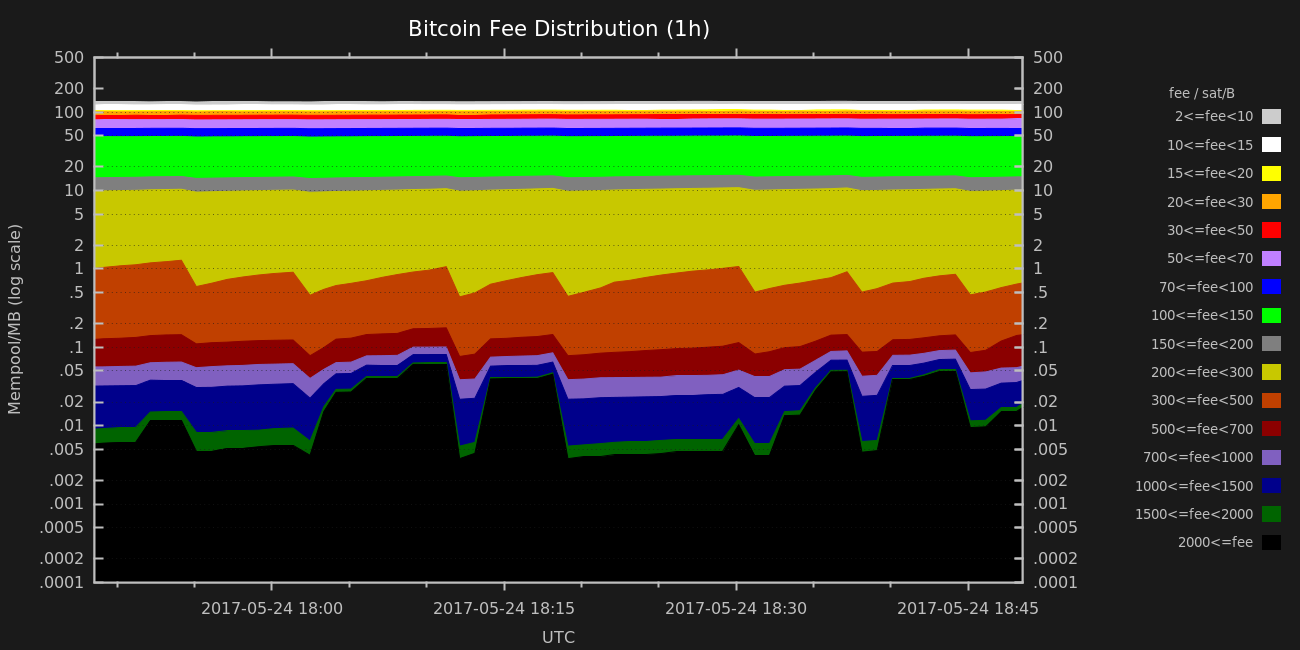 Bitcoin Fee Distribution (1h)
Mempool/MB (log scale)
500
200
100
50
20
10
5
2
1
.5
.2
.1
.05
.02
.01
.005
.002
.001
.0005
.0002
.0001
500
200
100
50
20
10
5
2
1
.5
.2
.1
.05
.02
.01
.005
.002
.001
.0005
.0002
.0001
2017-05-24 18:00 2017-05-24 18:15 2017-05-24 18:30 2017-05-24 18:45
UTC
fee / sat/B
2<=fee<10
10<=fee<15
15<=fee<20
20<=fee<30
30<=fee<50
50<=fee<70
70<=fee<100
100<=fee<150
150<=fee<200
200<=fee<300
300<=fee<500
500<=fee<700
700<=fee<1000
1000<=fee<1500
1500<=fee<2000
2000<=fee